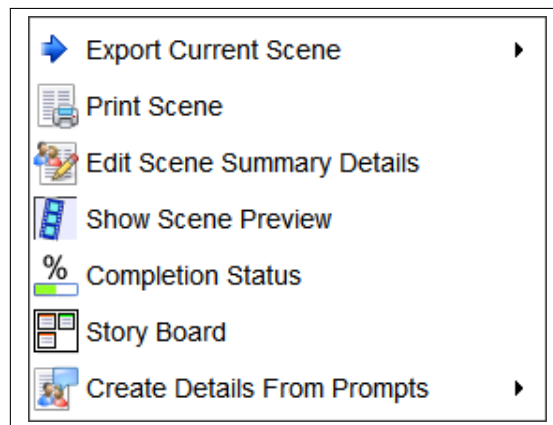 Export Current Scene
Print Scene
Edit Scene Summary Details
Show Scene Preview
% Completion Status
Story Board
Create Details From Prompts